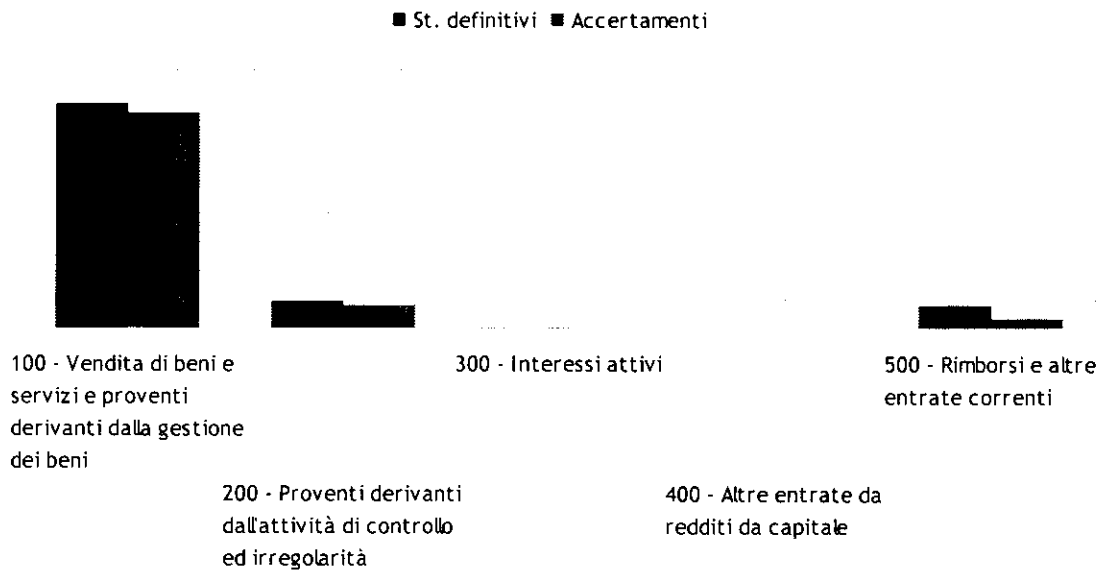 ■ St. definitivi ■ Accertamenti
100 - Vendita di beni e
servizi e proventi
derivanti dalla gestione
dei beni
200 - Proventi derivanti
dall'attività di controllo
ed irregolarità
300 - Interessi attivi
400 - Altre entrate da
redditi da capitale
500 - Rimborsi e altre
entrate correnti